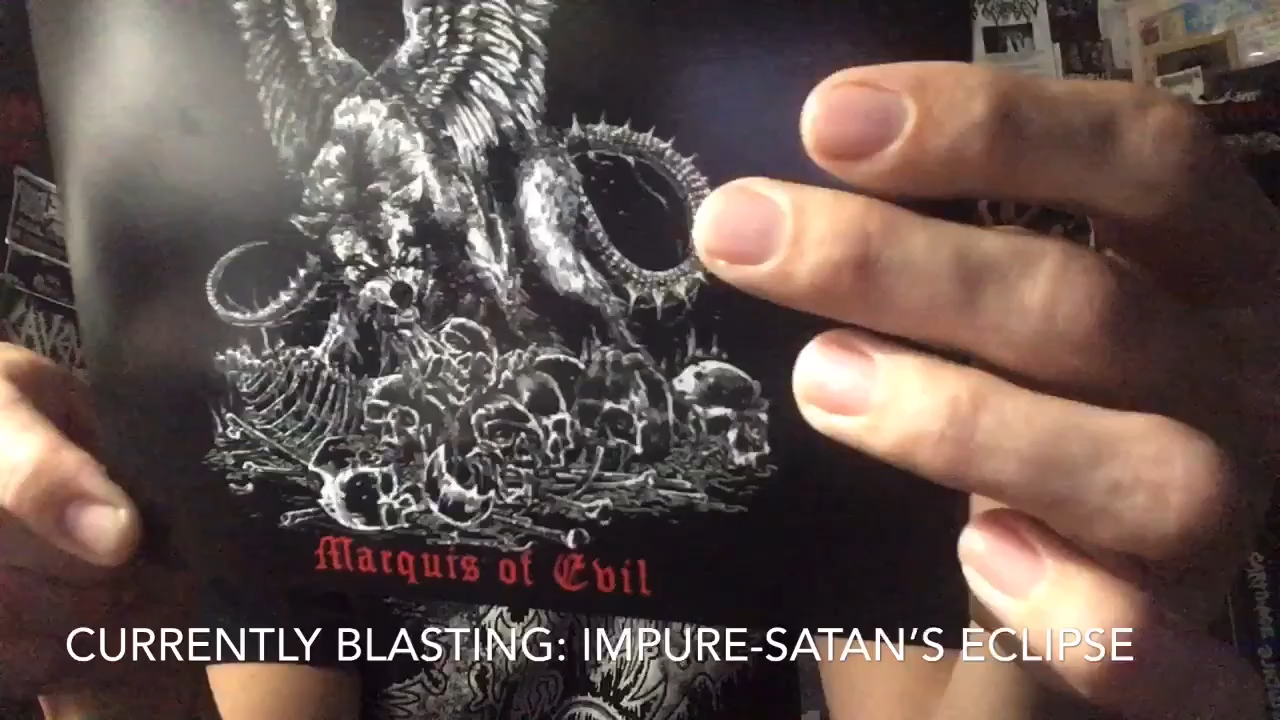 Marquis of Evil
CURRENTLY BLASTING: IMPURE-SATAN’S ECLIPSE